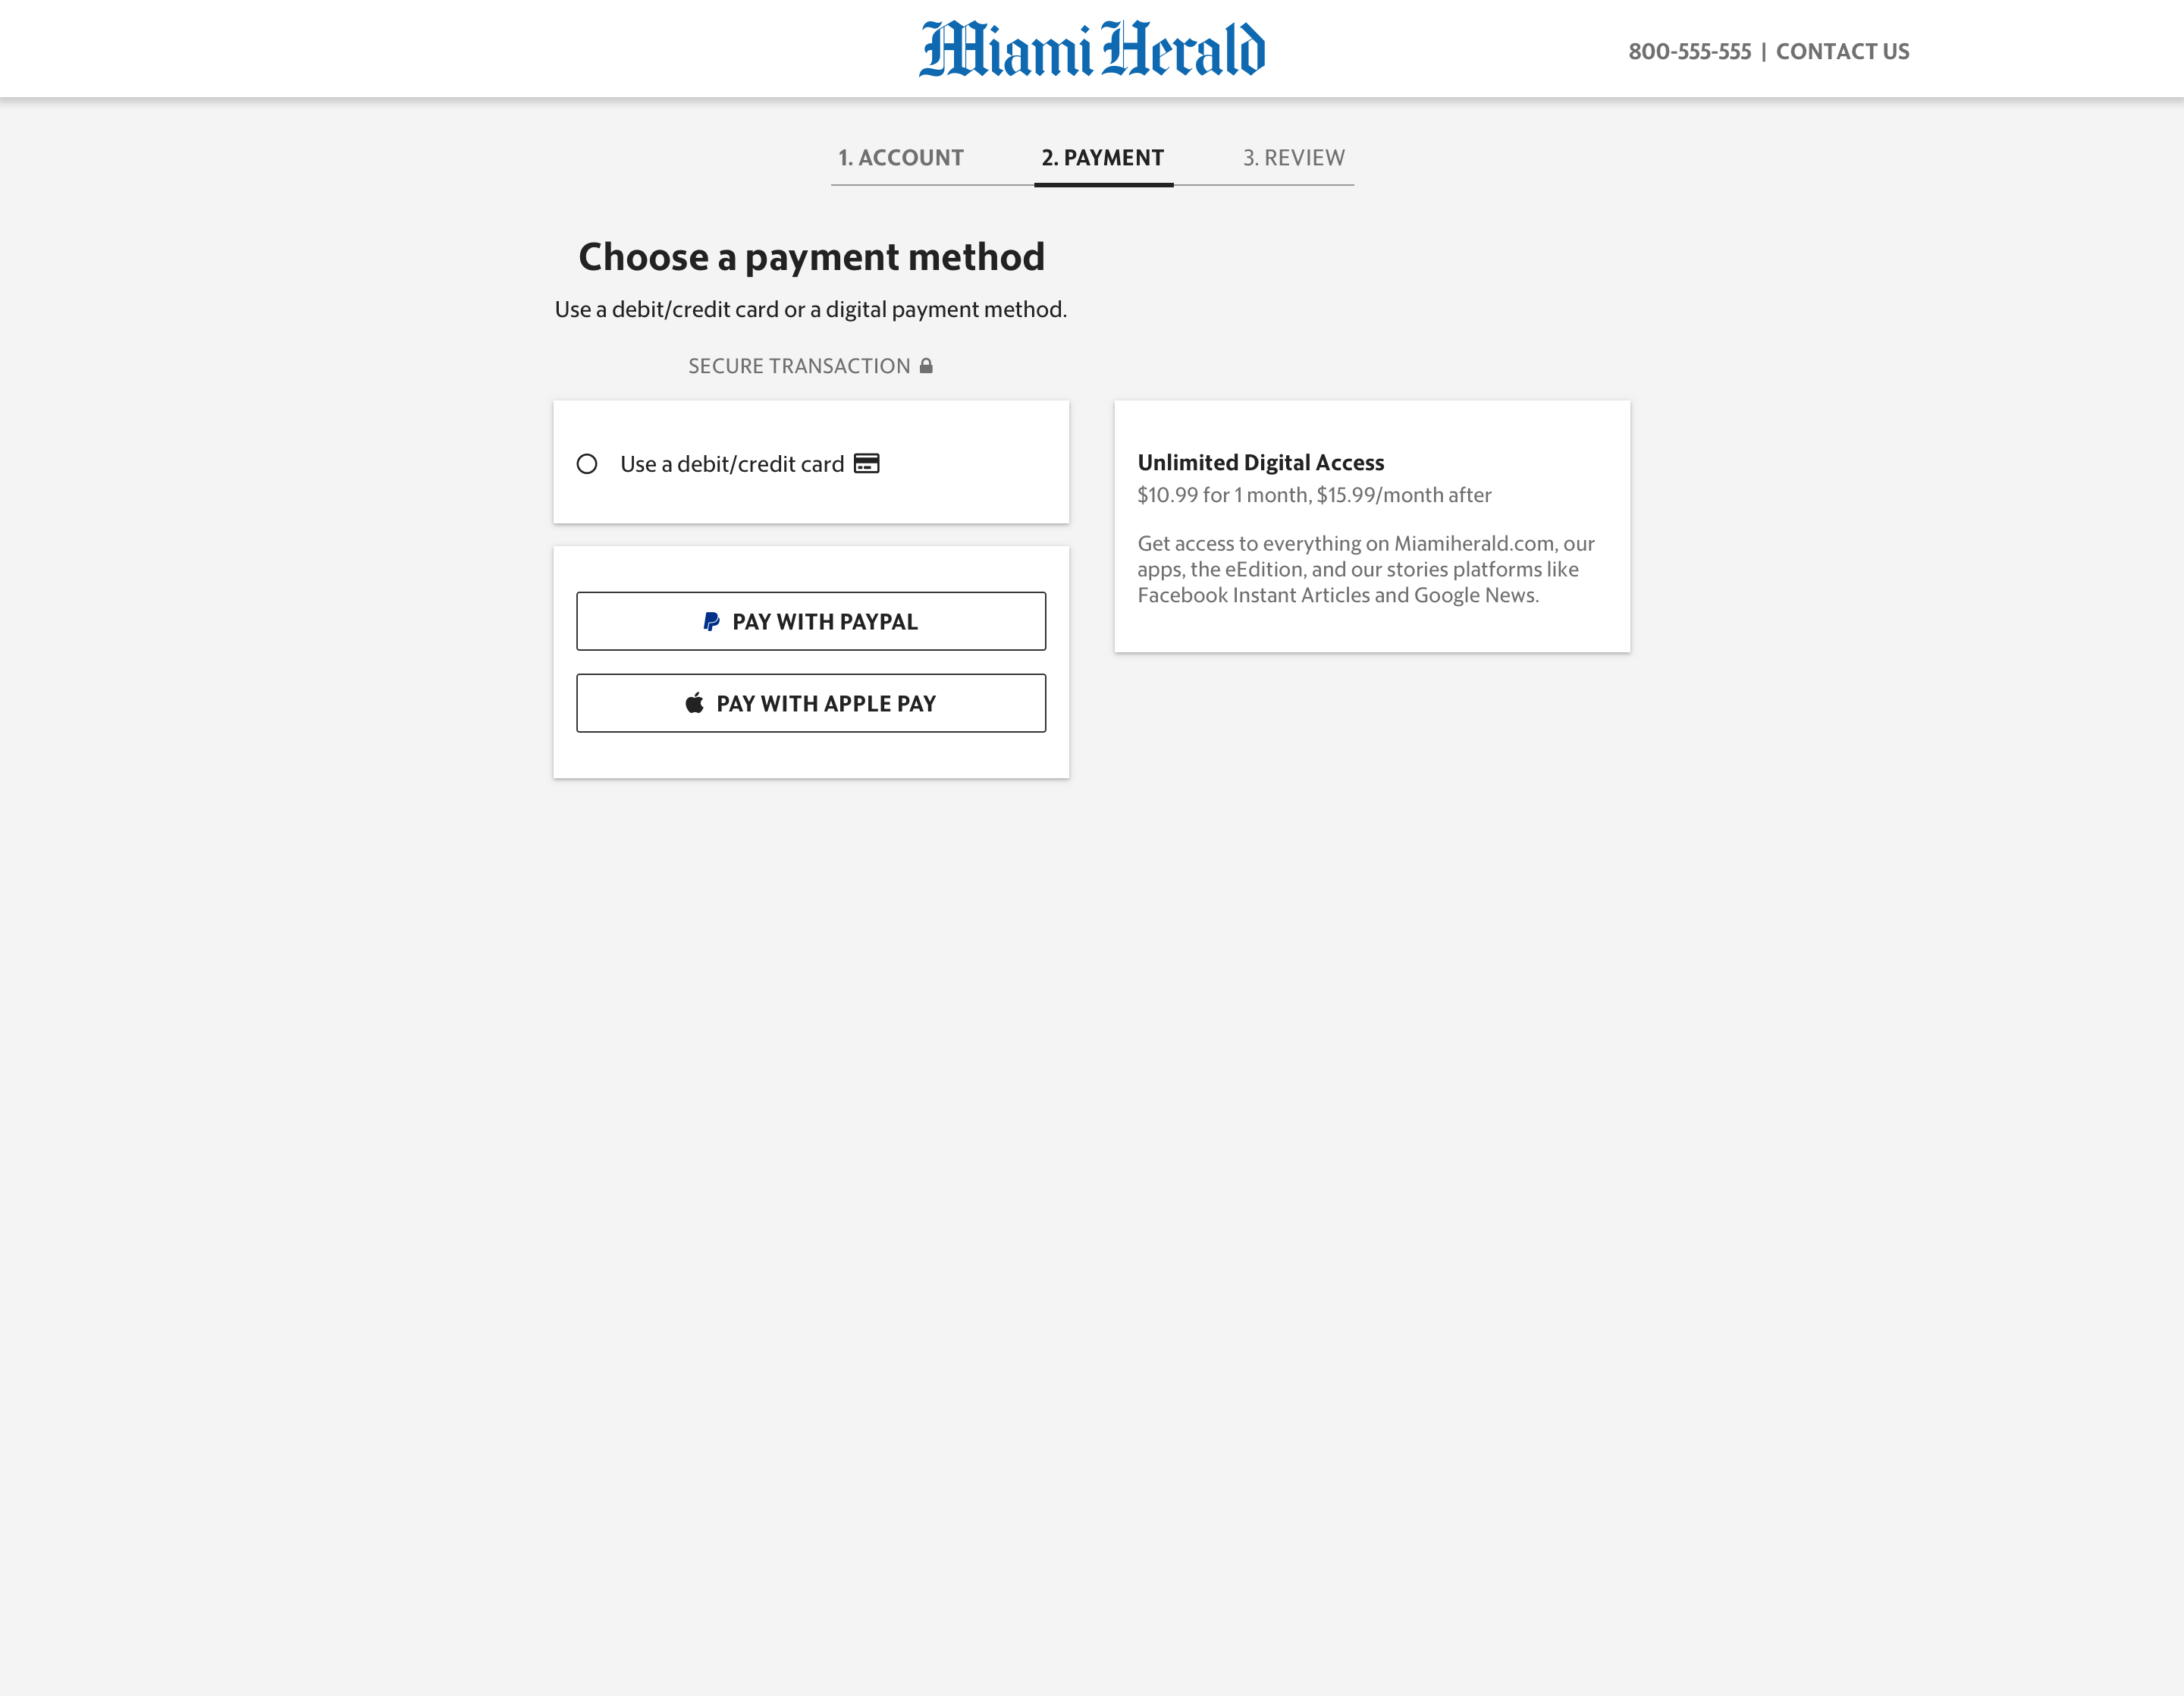 Miami Herald
800-555-555 | CONTACT US
1. ACCOUNT
2. PAYMENT
3. REVIEW
Choose a payment method
Use a debit/credit card or a digital payment method.
SECURE TRANSACTION
Use a debit/credit card
PAY WITH PAYPAL
PAY WITH APPLE PAY
Unlimited Digital Access
$10.99 for 1 month, $15.99/month after
Get access to everything on Miamiherald.com, our
apps, the eEdition, and our stories platforms like
Facebook Instant Articles and Google News.